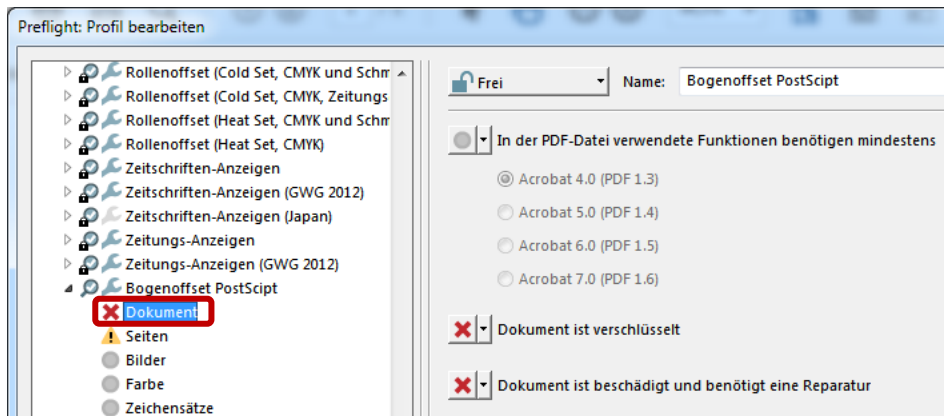 Preflight: Profil bearbeiten
Rollenoffset (Cold Set, CMYK und Schm
Rollenoffset (Cold Set, CMYK, Zeitungs
Rollenoffset (Heat Set, CMYK und Schm
Rollenoffset (Heat Set, CMYK)
Zeitschriften-Anzeigen
Zeitschriften-Anzeigen (GWG 2012)
Zeitschriften-Anzeigen (Japan)
Zeitungs-Anzeigen
Zeitungs-Anzeigen (GWG 2012)
Bogenoffset PostScipt
Dokument
Seiten
Bilder
Farbe
Zeichensätze
Frei
Name:
Bogenoffset PostScipt
In der PDF-Datei verwendete Funktionen benötigen mindestens
Acrobat 4.0 (PDF 1.3)
Acrobat 5.0 (PDF 1.4)
Acrobat 6.0 (PDF 1.5)
Acrobat 7.0 (PDF 1.6)
Dokument ist verschlüsselt
Dokument ist beschädigt und benötigt eine Reparatur